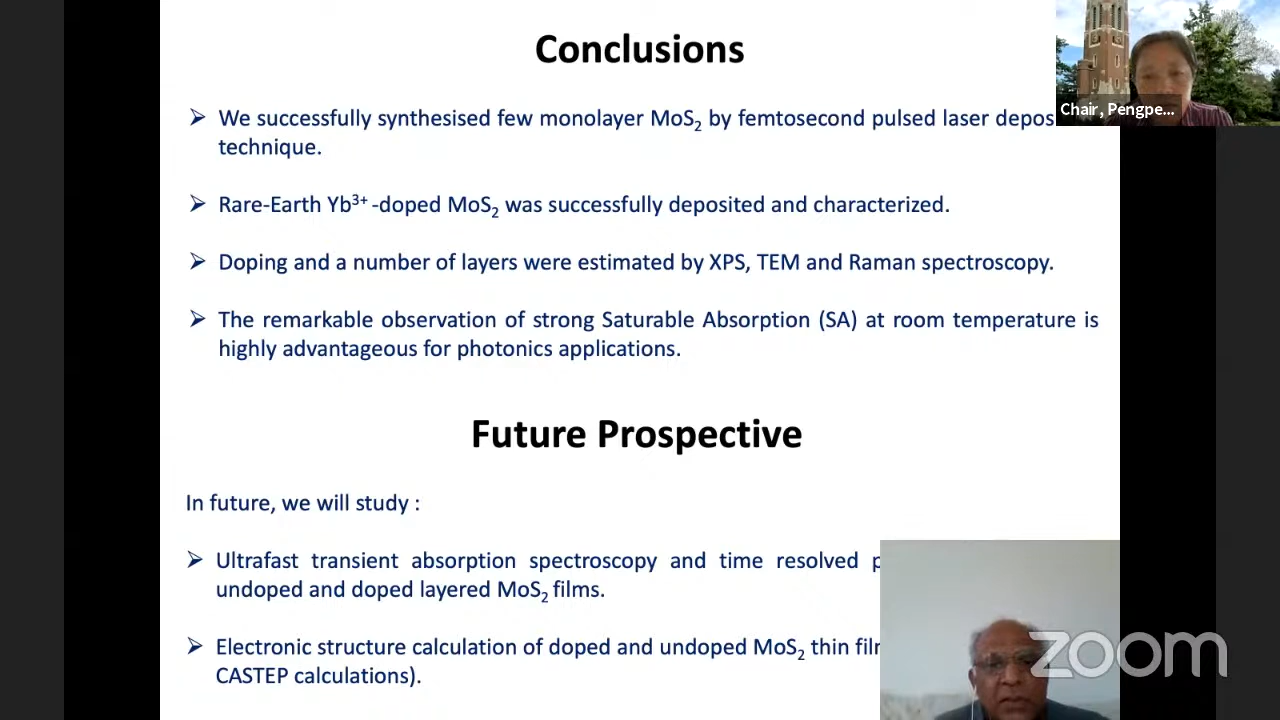 Conclusions
Chair, Pengpe...
➢ We successfully synthesised few monolayer MoS₂ by femtosecond pulsed laser
technique.
➢ Rare-Earth Yb³⁺ -doped MoS₂ was successfully deposited and characterized.
➢ Doping and a number of layers were estimated by XPS, TEM and Raman spectroscopy.
➢ The remarkable observation of strong Saturable Absorption (SA) at room temperature is
highly advantageous for photonics applications.
Future Prospective
In future, we will study :
➢ Ultrafast transient absorption spectroscopy and time resolved
undoped and doped layered MoS₂ films.
➢ Electronic structure calculation of doped and undoped MoS₂ thin
CASTEP calculations).
zoom